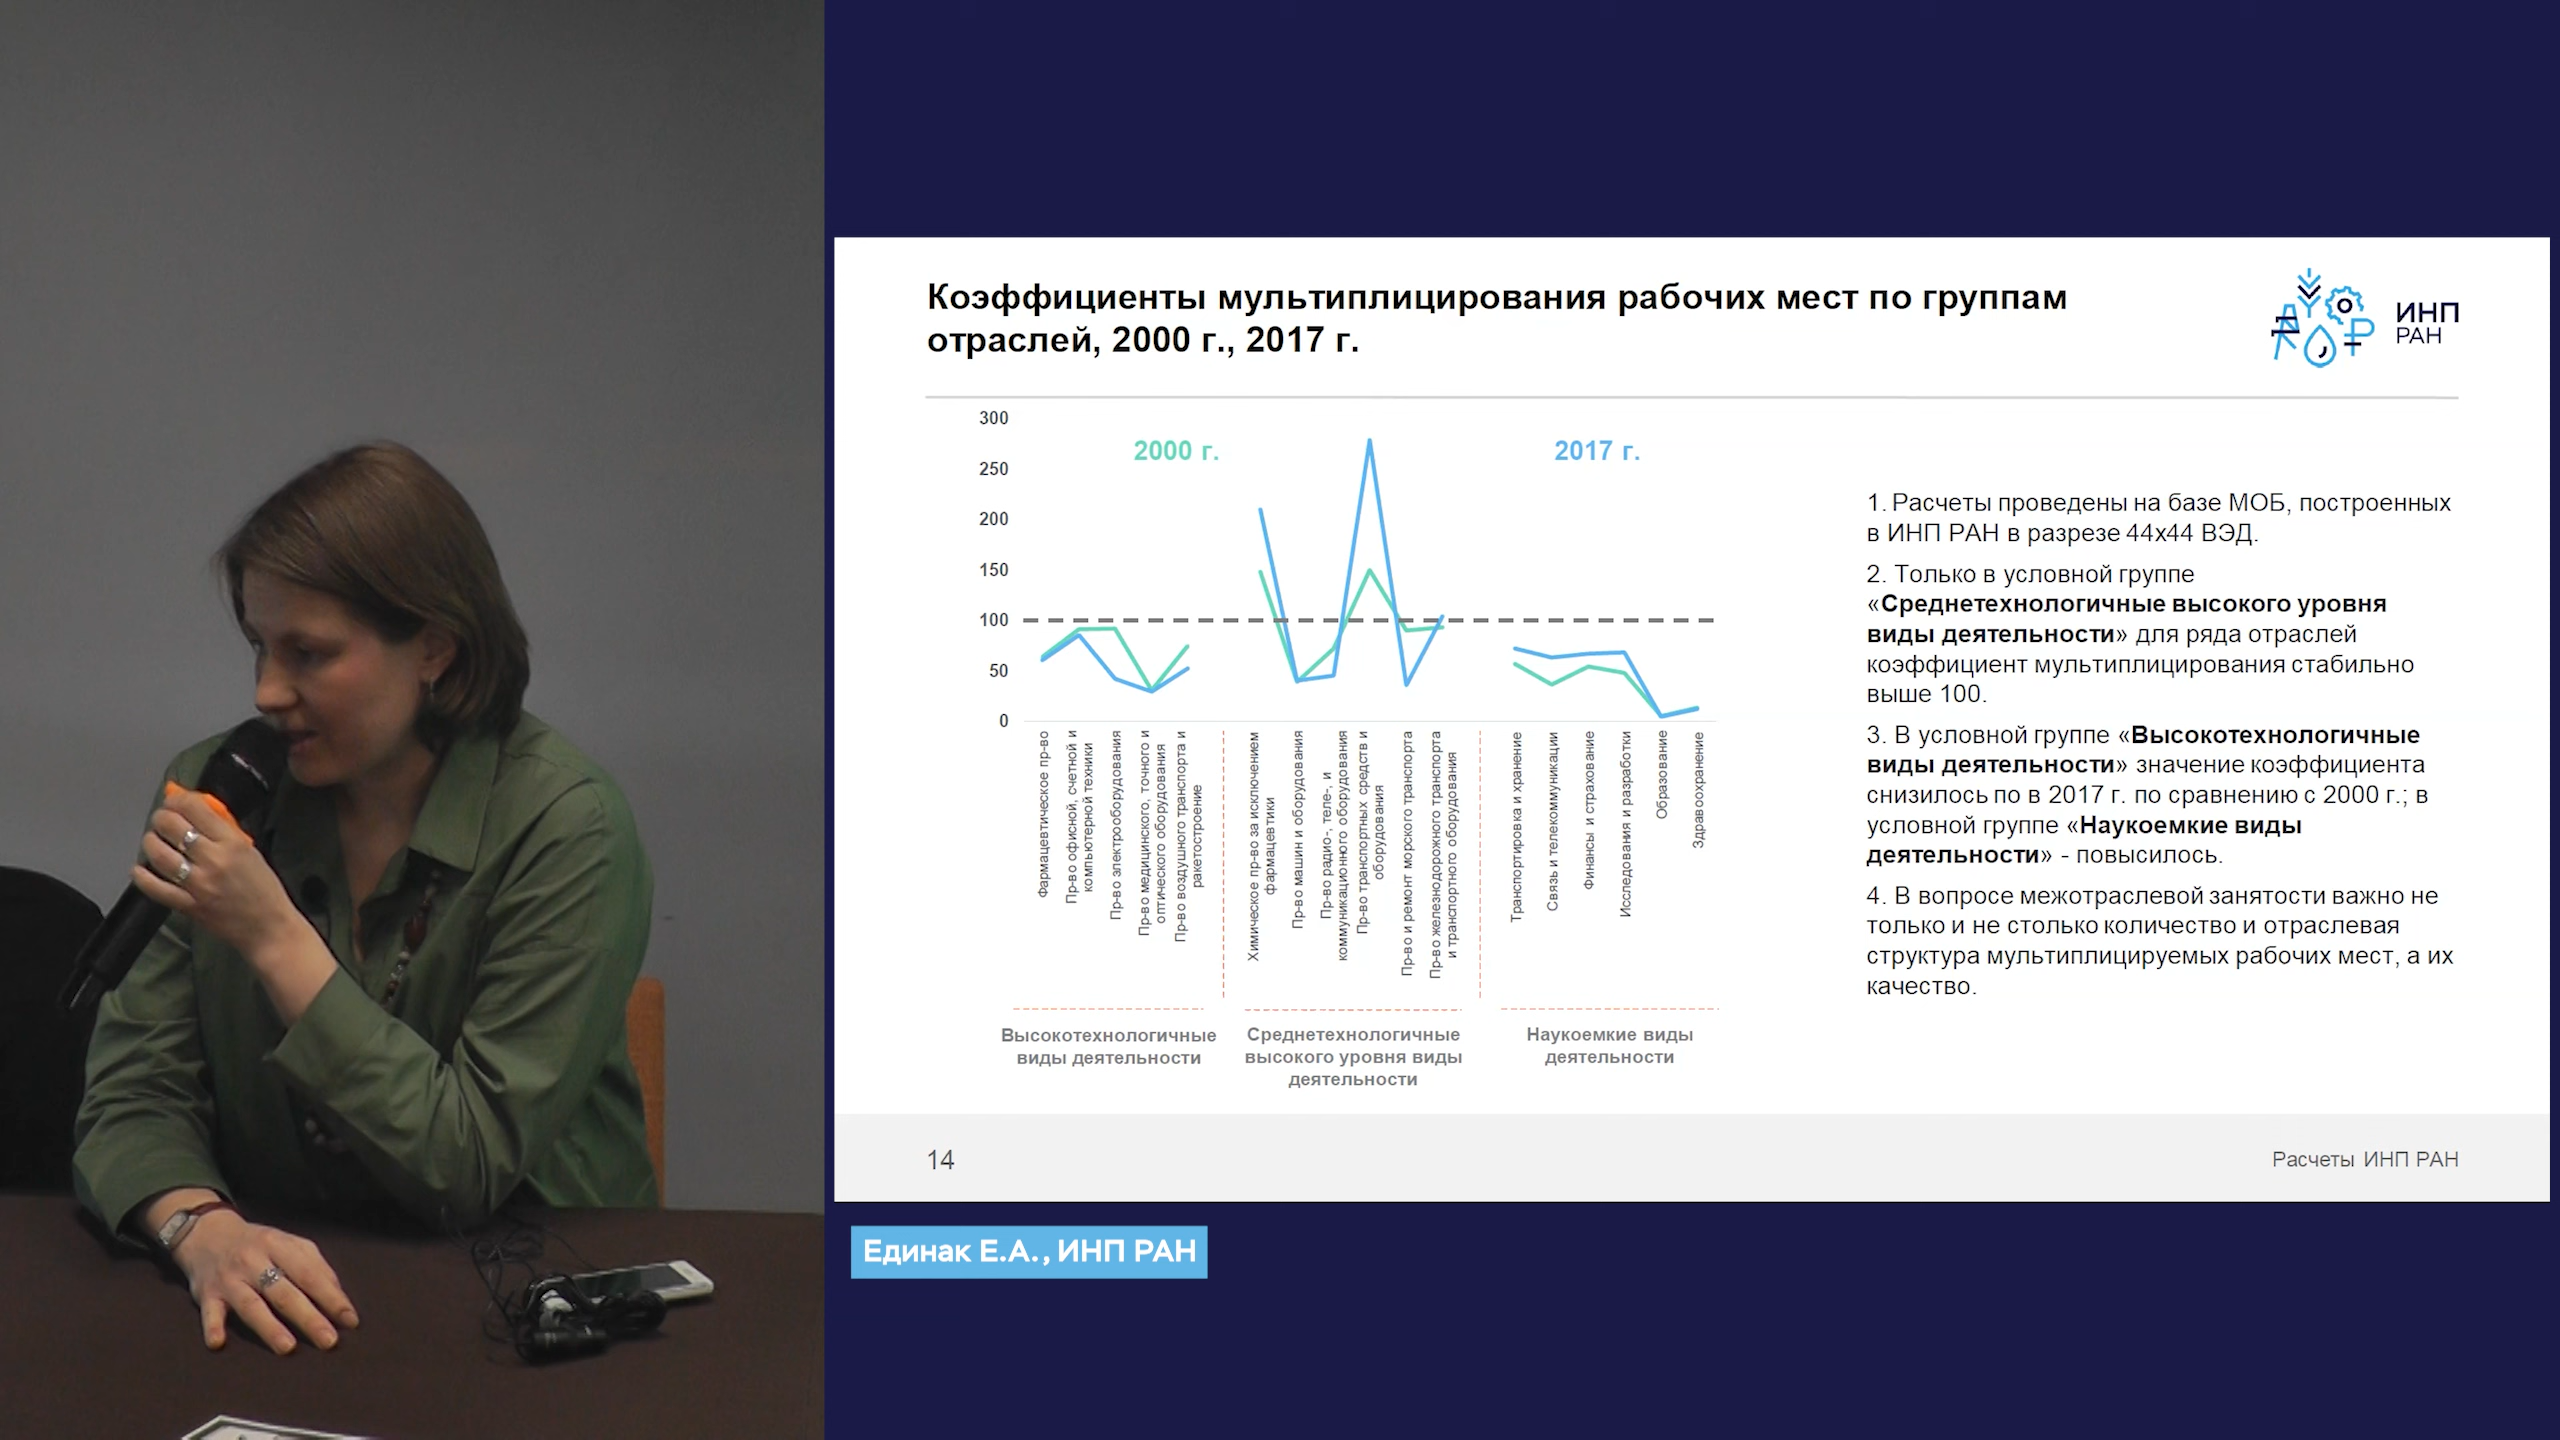 Коэффициенты мультиплицирования рабочих мест по группам
отраслей, 2000 г., 2017 г.
ИНП
РАН
300
250
200
150
100
50
0
2000 г.
2017 г.
Фармацевтическое пр-во
Пр-во офисной, счетной и
компьютерной техники
Пр-во электрооборудования
Пр-во медицинского, точного и
оптического оборудования
Пр-во воздушного транспорта и
ракетостроение
Химическое пр-во за исключением
фармацевтики
Пр-во машин и оборудования
Пр-во радио-, теле-, и
коммуникационного оборудования
Пр-во транспортных средств и
оборудования
Пр-во и ремонт морского транспорта
Пр-во железнодорожного транспорта
и транспортного оборудования
Транспортировка и хранение
Связь и телекоммуникации
Финансы и страхование
Исследования и разработки
Образование
Здравоохранение
Высокотехнологичные
виды деятельности
Среднетехнологичные
высокого уровня виды
деятельности
Наукоемкие виды
деятельности
1. Расчеты проведены на базе МОБ, построенных
в ИНП РАН в разрезе 44х44 ВЭД.
2. Только в условной группе
«Среднетехнологичные высокого уровня
виды деятельности» для ряда отраслей
коэффициент мультиплицирования стабильно
выше 100.
3. В условной группе «Высокотехнологичные
виды деятельности» значение коэффициента
снизилось по в 2017 г. по сравнению с 2000 г.; в
условной группе «Наукоемкие виды
деятельности» - повысилось.
4. В вопросе межотраслевой занятости важно не
только и не столько количество и отраслевая
структура мультиплицируемых рабочих мест, а их
качество.
14
Расчеты ИНП РАН
Единак Е.А., ИНП РАН